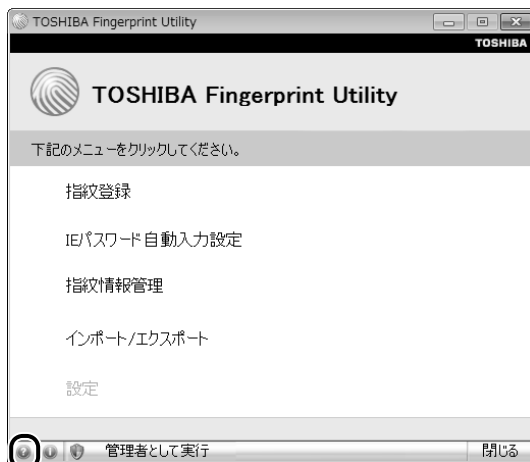 TOSHIBA Fingerprint Utility
TOSHIBA
TOSHIBA Fingerprint Utility
下記のメニューをクリックしてください。
指紋登録
IEパスワード自動入力設定
指紋情報管理
インポート/エクスポート
設定
管理者として実行 閉じる